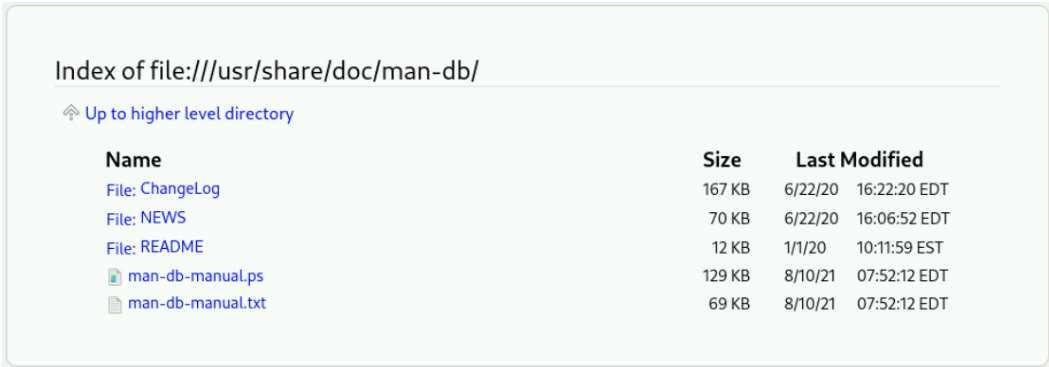 Index of file:///usr/share/doc/man-db/
Up to higher level directory
Name Size Last Modified
File: ChangeLog 167 KB 6/22/20 16:22:20 EDT
File: NEWS 70 KB 6/22/20 16:06:52 EDT
File: README 12 KB 1/1/20 10:11:59 EST
man-db-manual.ps 129 KB 8/10/21 07:52:12 EDT
man-db-manual.txt 69 KB 8/10/21 07:52:12 EDT